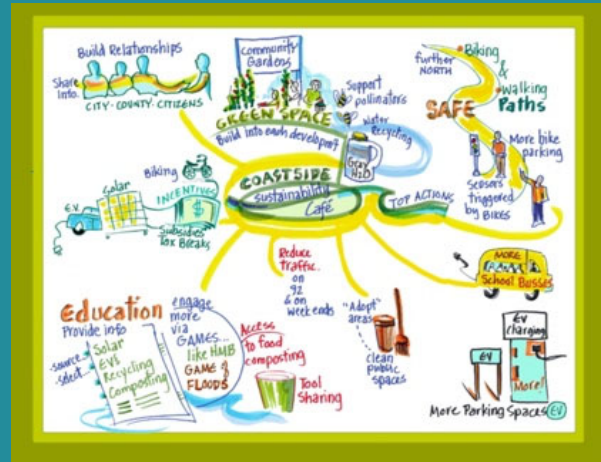 Build Relationships
Share
Info.
CITY·COUNTY·CITIZENS
Community
Gardens
GREEN SPACE
Build into each develop't
Support
pollinators
Water
Recycling
Gray
H2O
further
NORTH
Biking
&
Walking
Paths
SAFE
More bike
parking
Sensors
triggered
by BIKES
Biking
Solar
E.V.
INCENTIVES
$
Subsidies
Tax Breaks
COASTSIDE
Sustainability
Café
TOP ACTIONS
MORE
School Busses
Reduce
traffic...
on
92
& on
weekends
"Adopt"
areas
clean
public
spaces
Education
Provide info
source
select
Solar
EVs
Recycling
Composting
engage
more
via
GAMES...
like HMB
GAME of
FLOODS
Access
to food
composting
Tool
Sharing
EV
Charging
EV
More!
More Parking Spaces EV